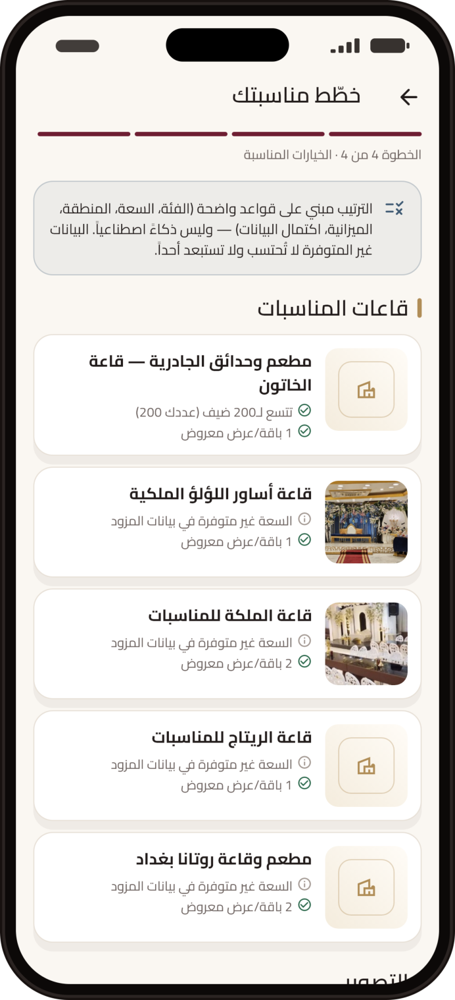 خطّط مناسبتك
الخطوة 4 من 4 · الخيارات المناسبة
الترتيب مبني على قواعد واضحة (الفئة، السعة، المنطقة،
الميزانية، اكتمال البيانات) — وليس ذكاءً اصطناعياً. البيانات
غير المتوفرة لا تُحتسب ولا تستبعد أحداً.
قاعات المناسبات
مطعم وحدائق الجادرية — قاعة
الخاتون
تتسع لـ200 ضيف (عددك 200)
1 باقة/عرض معروض
قاعة أساور اللؤلؤ الملكية
السعة غير متوفرة في بيانات المزود
1 باقة/عرض معروض
قاعة الملكة للمناسبات
السعة غير متوفرة في بيانات المزود
2 باقة/عرض معروض
قاعة الريتاج للمناسبات
السعة غير متوفرة في بيانات المزود
1 باقة/عرض معروض
مطعم وقاعة روتانا بغداد
السعة غير متوفرة في بيانات المزود
2 باقة/عرض معروض